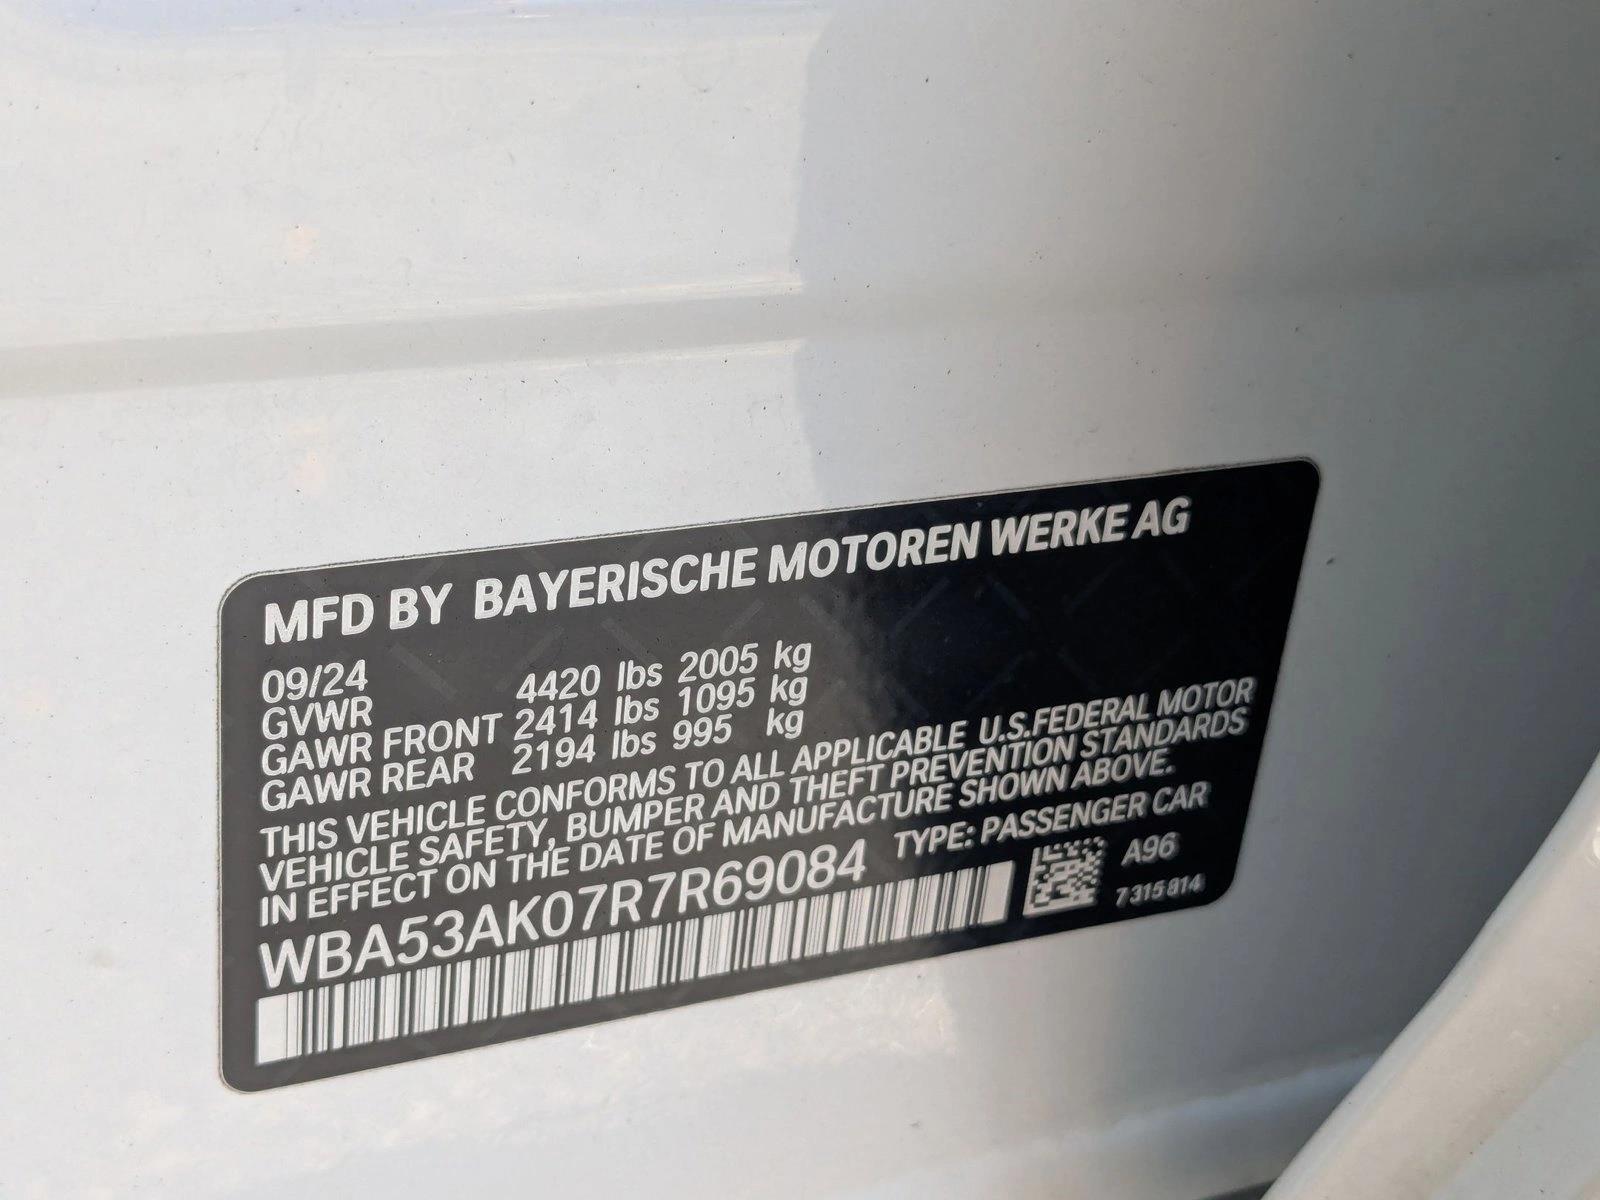 MFD BY BAYERISCHE MOTOREN WERKE AG
09/24
GVWR 4420 lbs 2005 kg
GAWR FRONT 2414 lbs 1095 kg
GAWR REAR 2194 lbs 995 kg
THIS VEHICLE CONFORMS TO ALL APPLICABLE U.S.FEDERAL MOTOR
VEHICLE SAFETY, BUMPER AND THEFT PREVENTION STANDARDS
IN EFFECT ON THE DATE OF MANUFACTURE SHOWN ABOVE.
WBA53AK07R7R69084 TYPE: PASSENGER CAR
A96
7 315 814